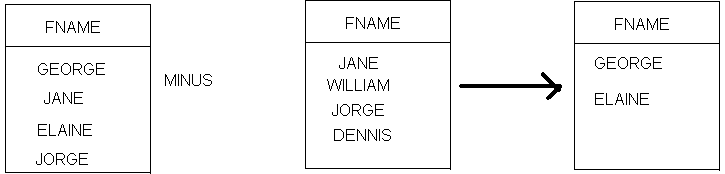 FNAME
GEORGE
JANE
ELAINE
JORGE
MINUS
FNAME
JANE
WILLIAM
JORGE
DENNIS
FNAME
GEORGE
ELAINE